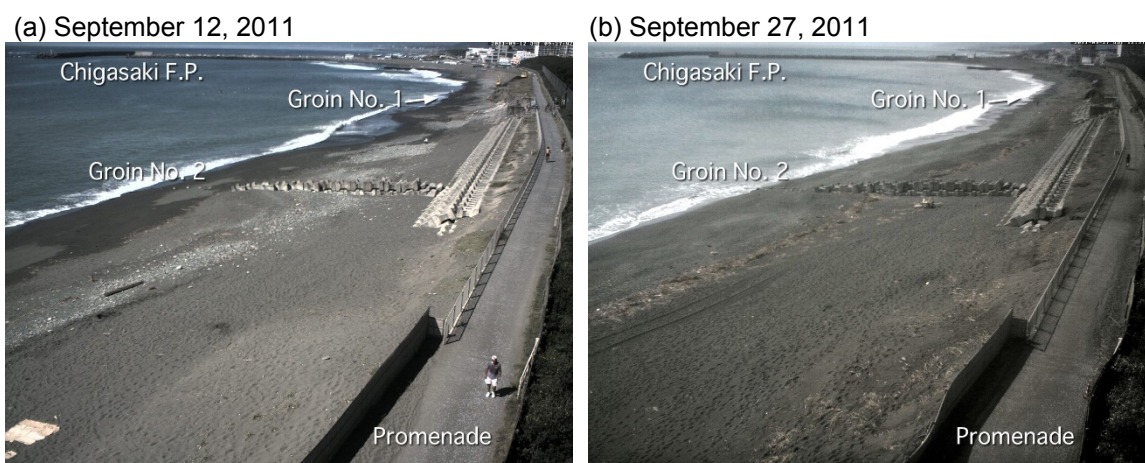 (a) September 12, 2011
(b) September 27, 2011
Chigasaki F.P.
Groin No. 1
Groin No. 2
Promenade
Chigasaki F.P.
Groin No. 1
Groin No. 2
Promenade